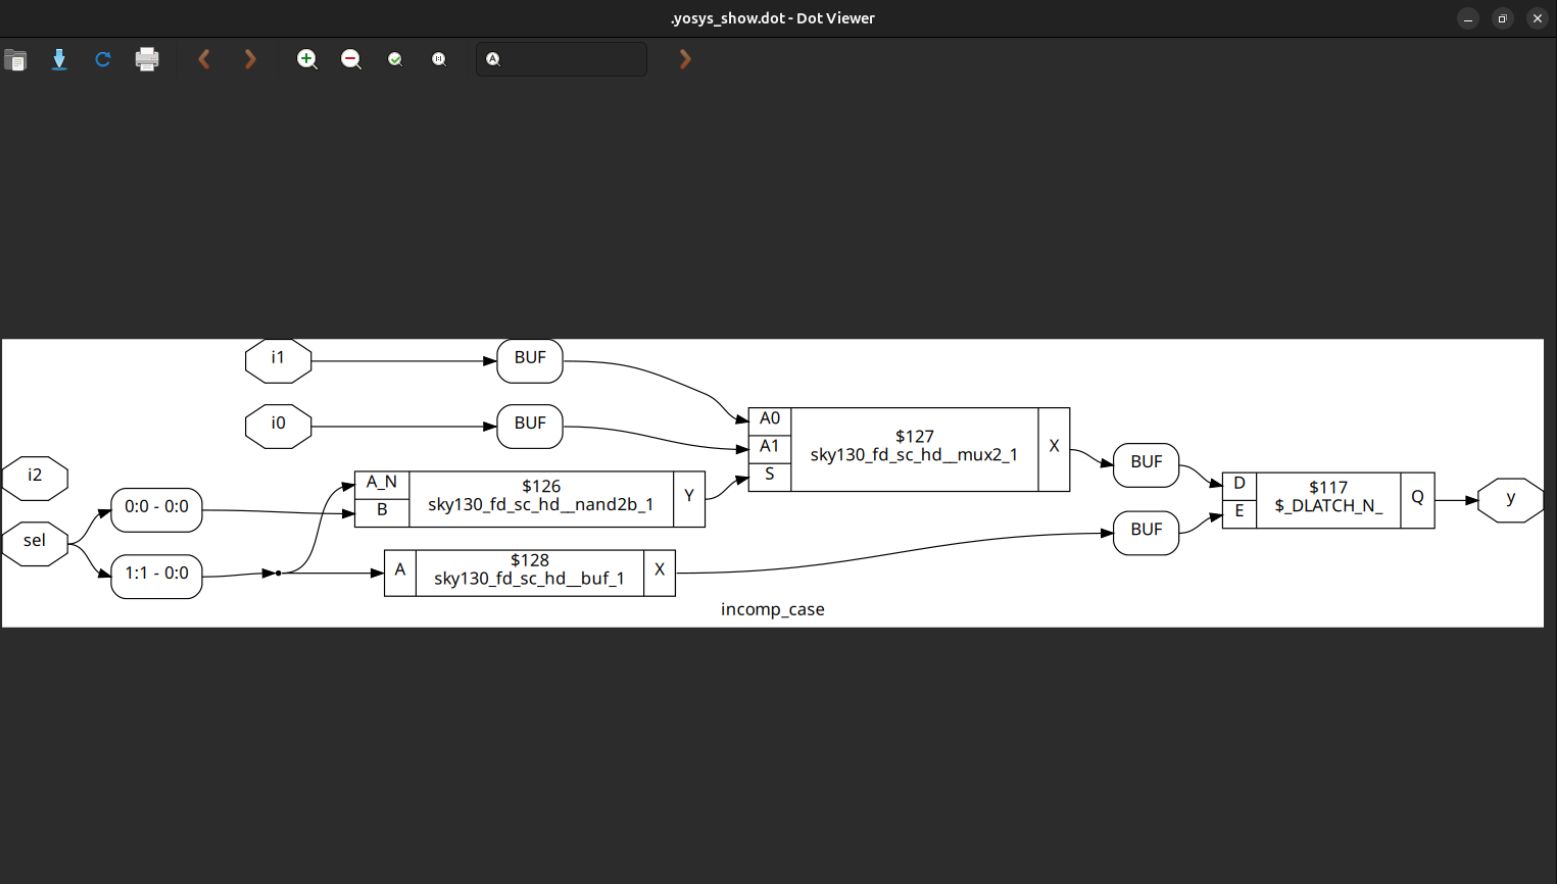 .yosys_show.dot - Dot Viewer
i1
BUF
i0
BUF
A0
A1
S
$127
sky130_fd_sc_hd__mux2_1
X
BUF
i2
sel
0:0 - 0:0
1:1 - 0:0
A_N
B
$126
sky130_fd_sc_hd__nand2b_1
Y
A
$128
sky130_fd_sc_hd__buf_1
X
BUF
D
E
$117
$_DLATCH_N_
Q
y
incomp_case